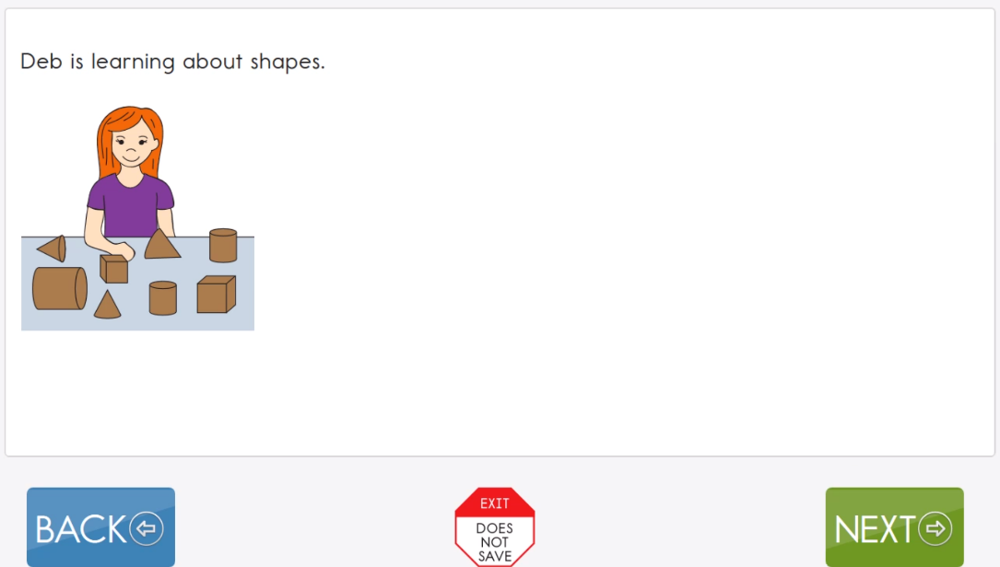 Deb is learning about shapes.
BACK
EXIT
DOES
NOT
SAVE
NEXT